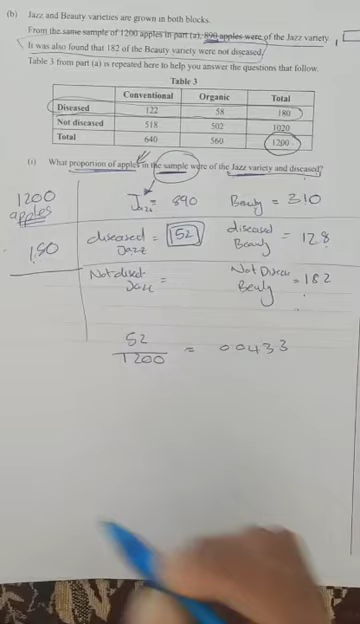 (b) Jazz and Beauty varieties are grown in both blocks.
From the same sample of 1200 apples in part (a), 890 apples were of the Jazz variety.
It was also found that 182 of the Beauty variety were not diseased.
Table 3 from part (a) is repeated here to help you answer the questions that follow.
Table 3
Conventional Organic Total
Diseased 122 58 180
Not diseased 518 502 1020
Total 640 560 1200
(i) What proportion of apples in the sample were of the Jazz variety and diseased?
1200 Jazz = 890 Beauty = 310
apples
180 diseased Jazz = 52 diseased Beauty = 128
Jazz = = 182
52
1200 = 0.0433